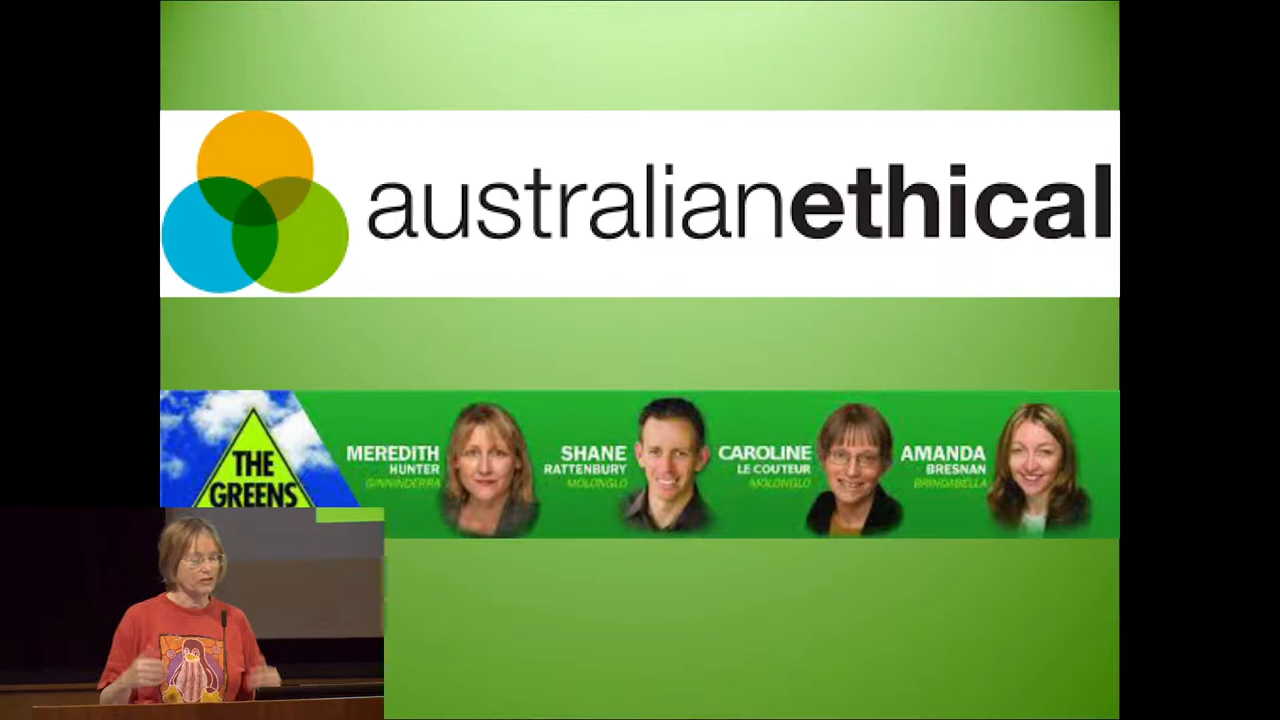 australianethical
THE
GREENS
MEREDITH
HUNTER
GINNINDERRA
SHANE
RATTENBURY
MOLONGLO
CAROLINE
LE COUTEUR
MOLONGLO
AMANDA
BRESNAN
BRINDABELLA